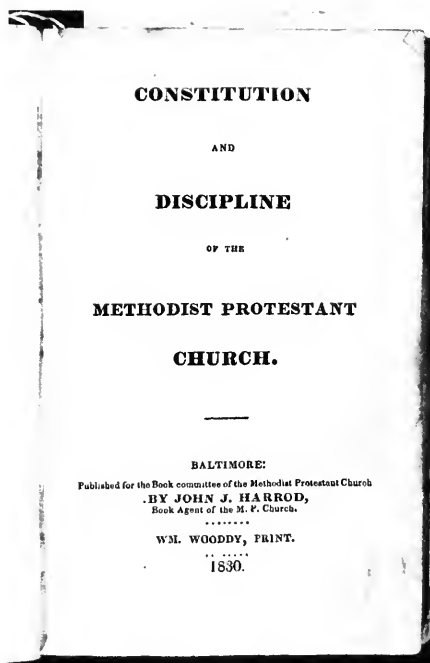 CONSTITUTION
AND
DISCIPLINE
OF THE
METHODIST PROTESTANT
CHURCH.
BALTIMORE:
Published for the Book committee of the Methodist Protestant Church
BY JOHN J. HARROD,
Book Agent of the M. P. Church.
WM. WOODDY, PRINT.
1830.